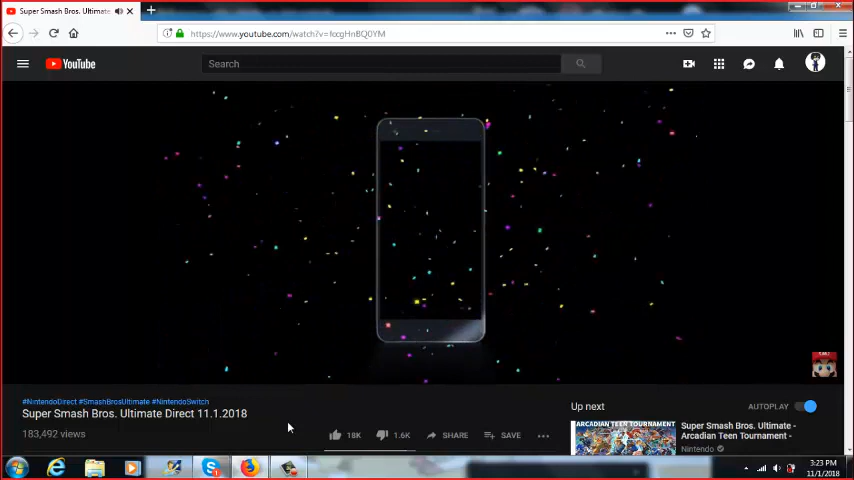 Super Smash Bros. Ultimate
https://www.youtube.com/watch?v=fccgHnBQ0YM
YouTube
Search
#NintendoDirect #SmashBrosUltimate #NintendoSwitch
Super Smash Bros. Ultimate Direct 11.1.2018
183,492 views
18K
1.6K
SHARE
SAVE
Up next
AUTOPLAY
ARCADIAN TEEN TOURNAMENT
Super Smash Bros. Ultimate -
Arcadian Teen Tournament -
Nintendo
3:23 PM
11/1/2018